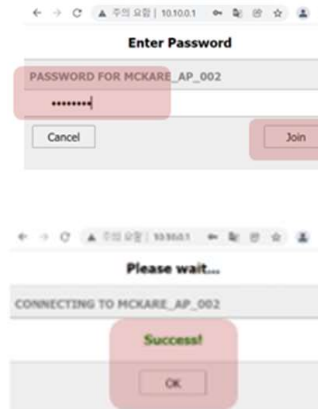 주의 요함 | 10.10.0.1
Enter Password
PASSWORD FOR MCKARE_AP_002
••••••••
Cancel
Join
주의 요함 | 10.10.0.1
Please wait...
CONNECTING TO MCKARE_AP_002
Success!
OK